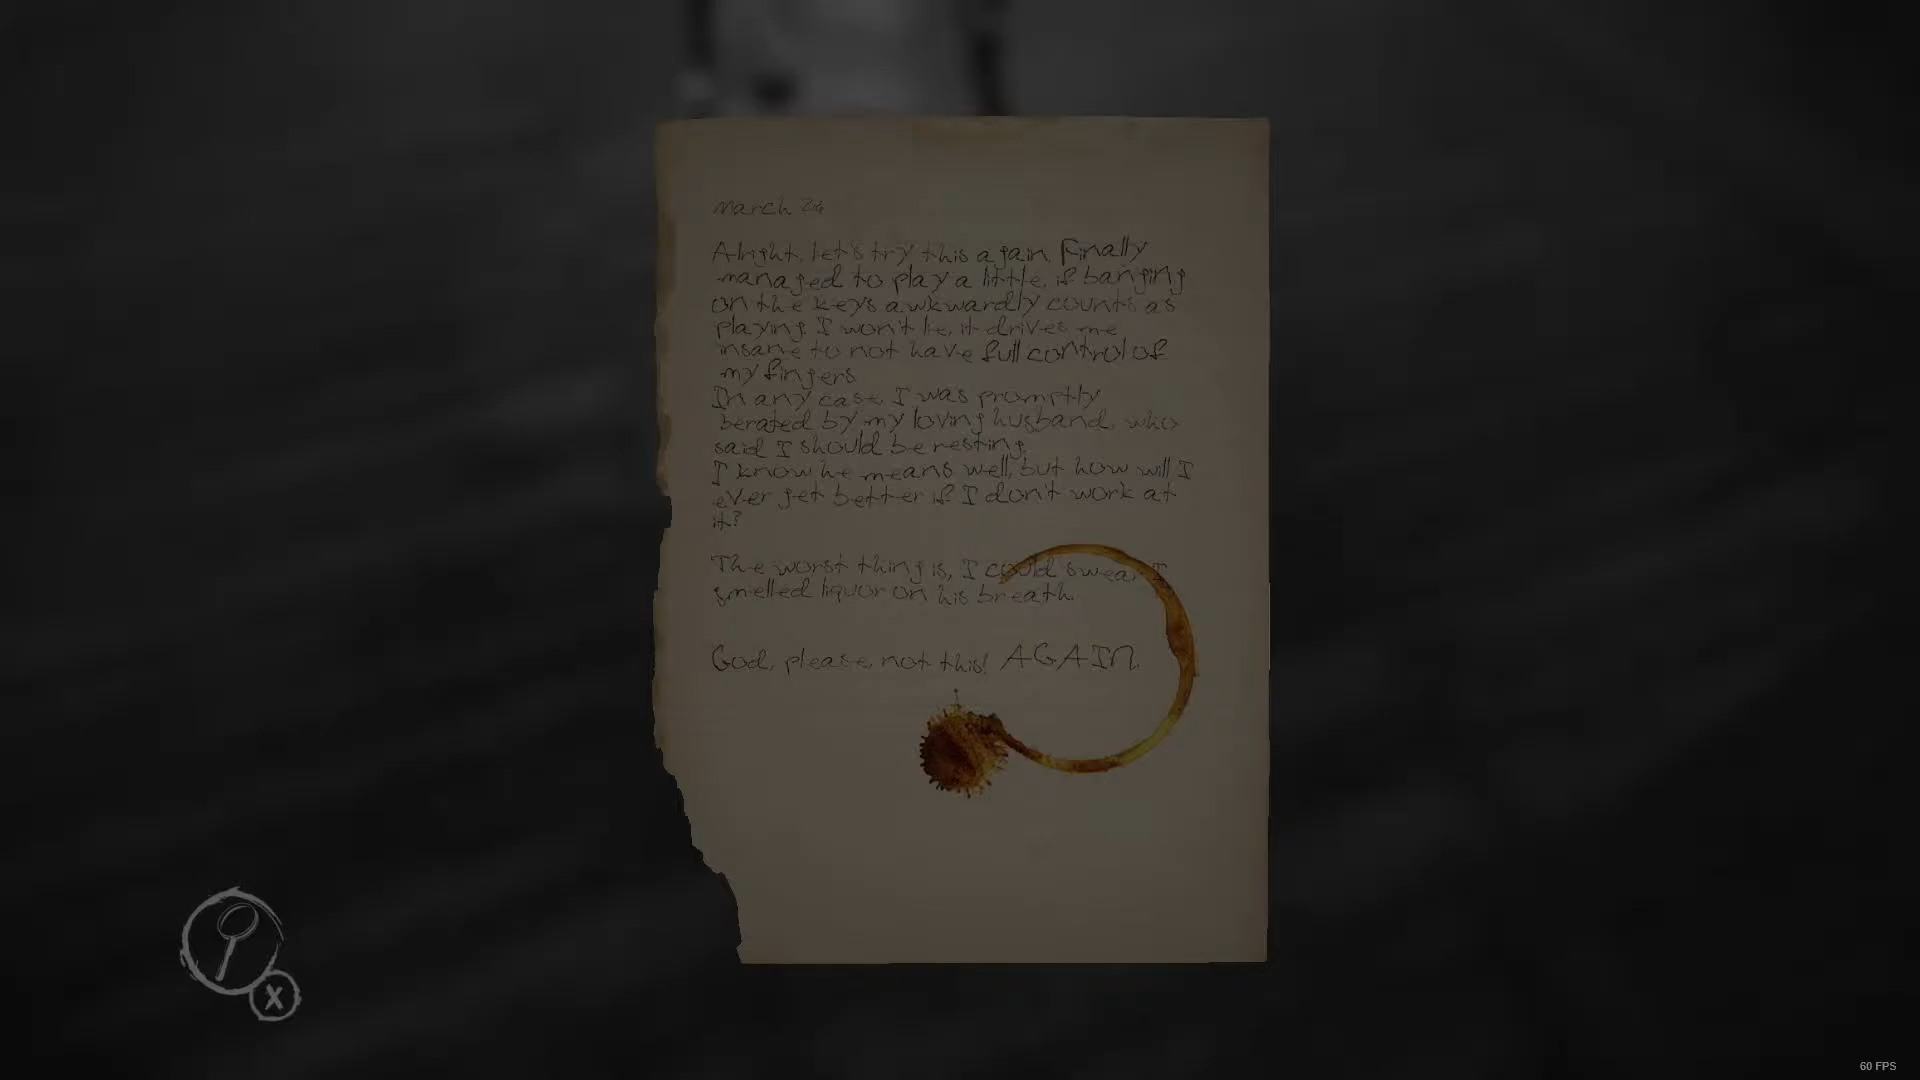 March 24
Alright, let's try this again. Finally
managed to play a little, if banging
on the keys awkwardly counts as
playing. I won't lie, it drives me
insane to not have full control of
my fingers.
In any case, I was promptly
berated by my loving husband, who
said I should be resting.
I know he means well, but how will I
ever get better if I don't work at
it?
The worst thing is, I could swear I
smelled liquor on his breath.
God, please, not this! AGAIN.
X
60 FPS